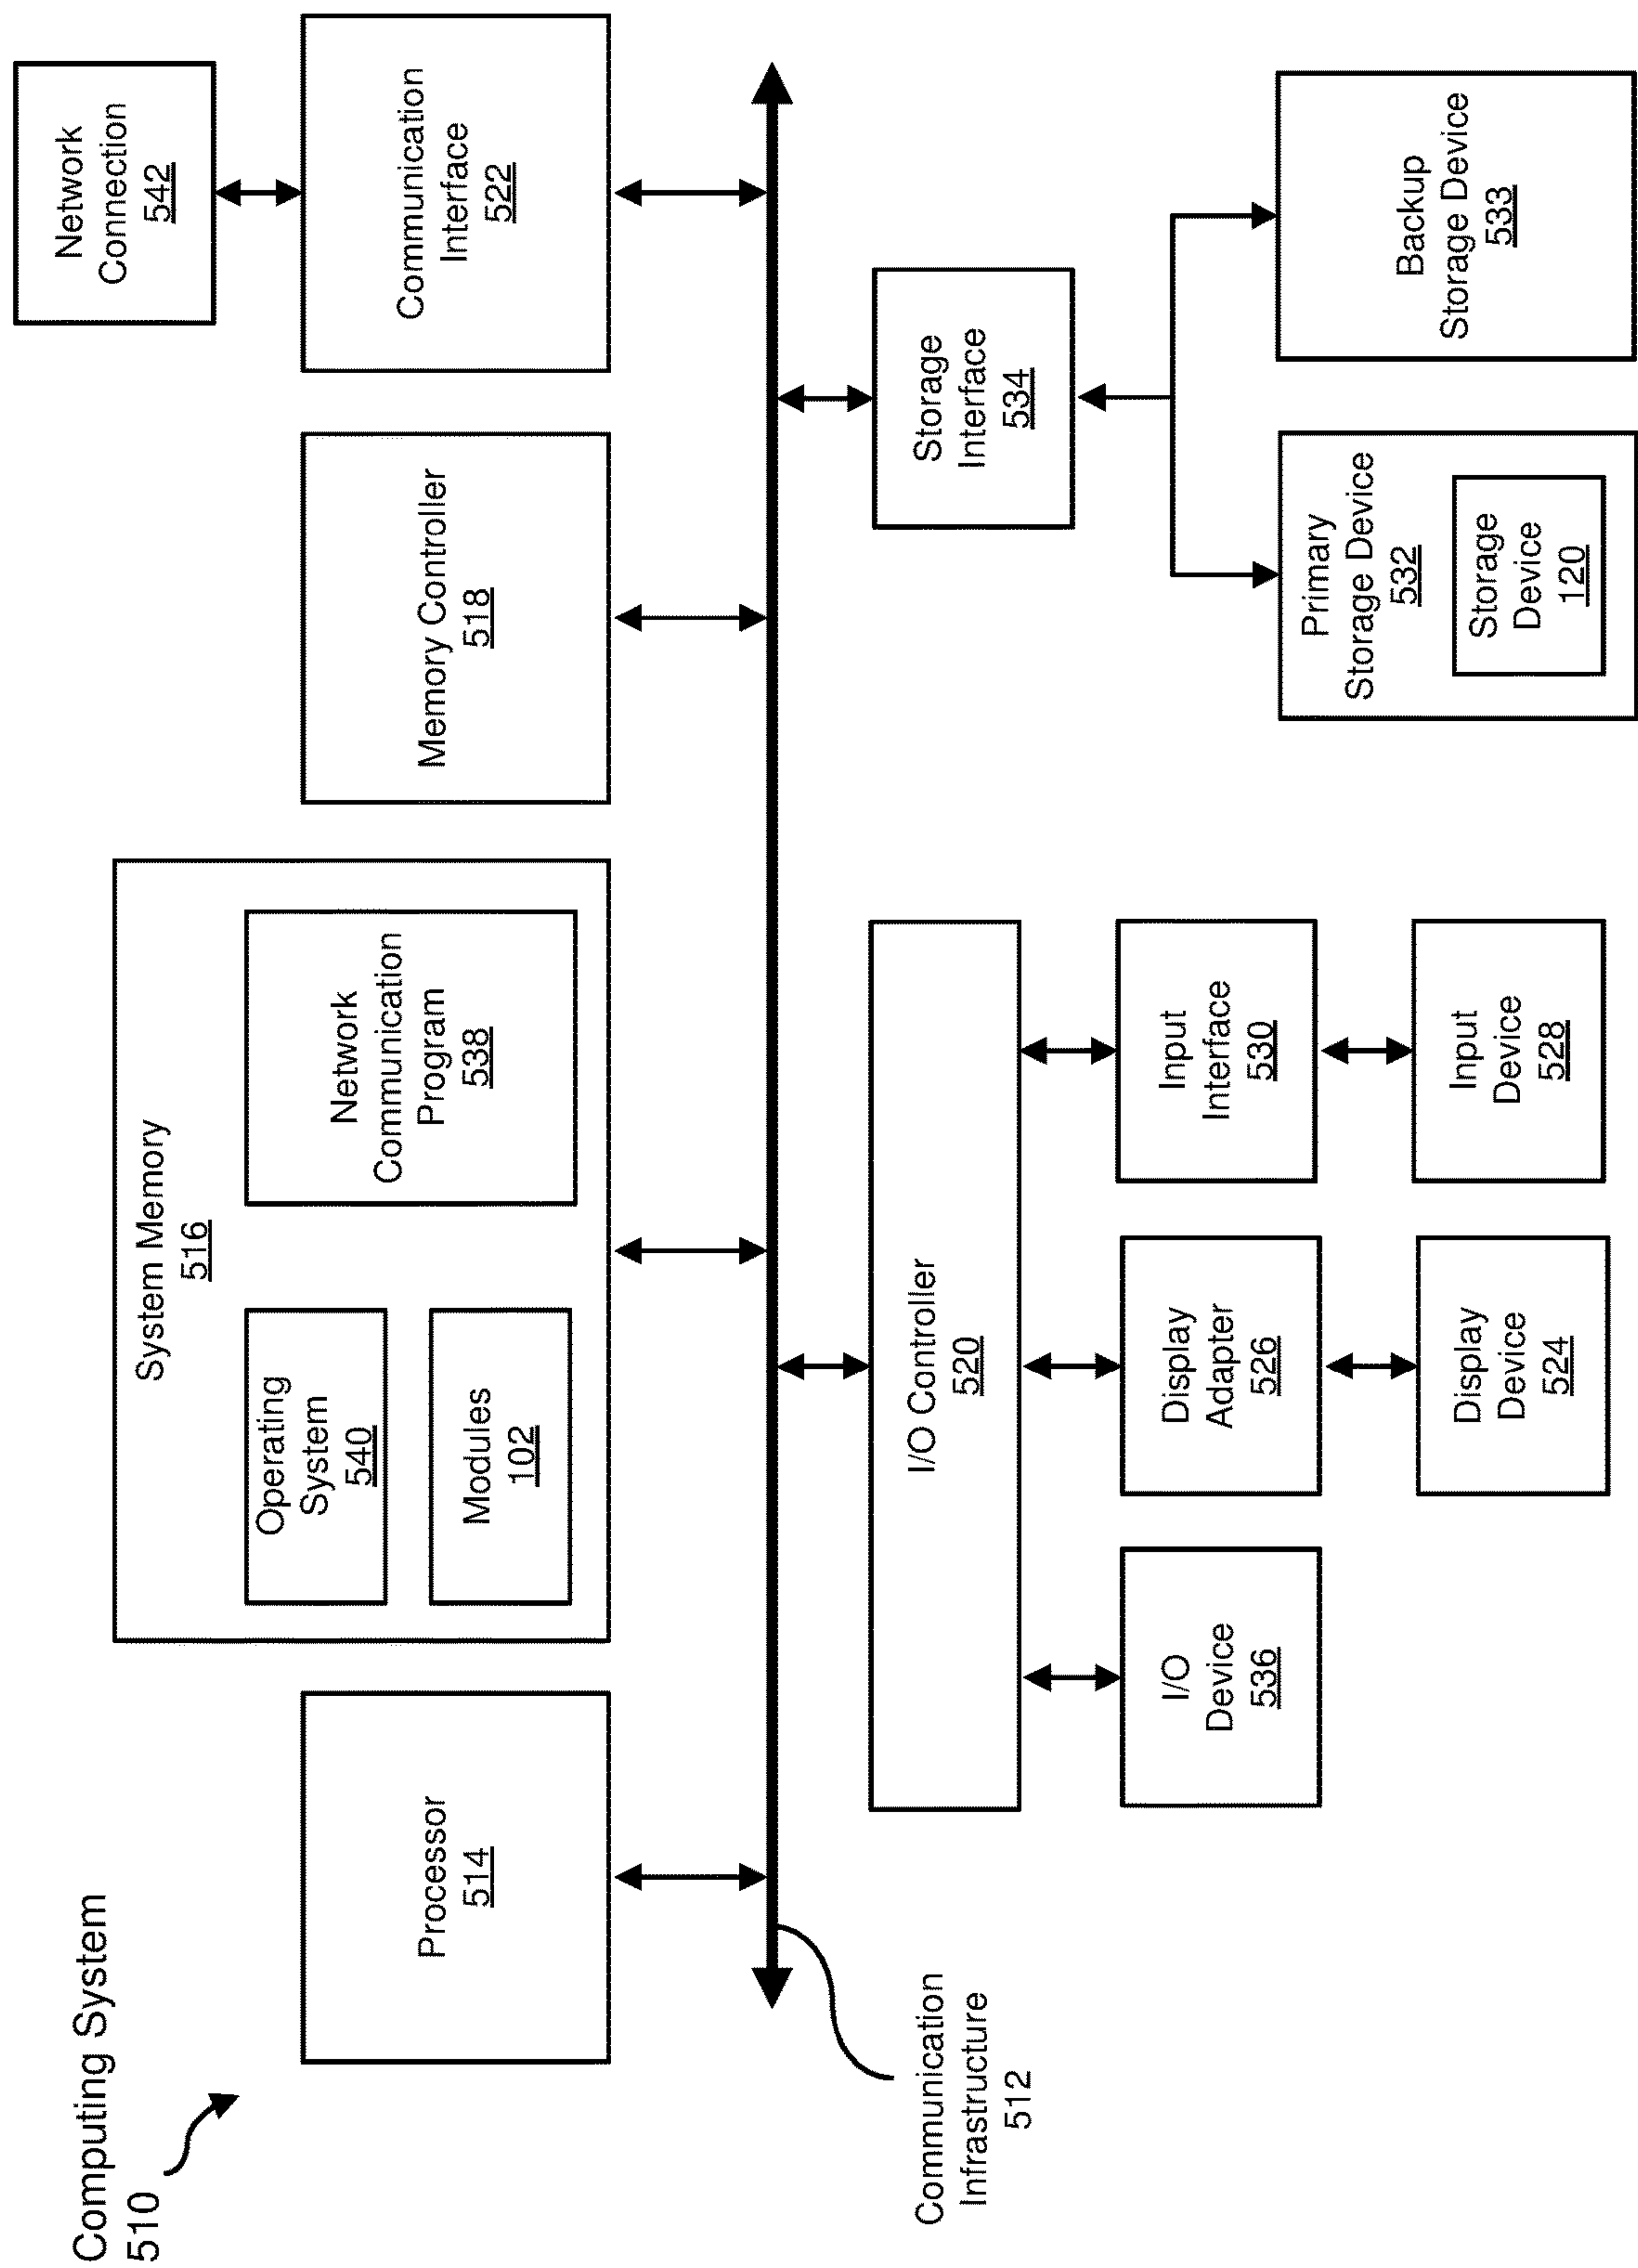 Computing System
510
Processor
514
System Memory
516
Operating
System
540
Modules
102
Network
Communication
Program
538
Memory Controller
518
Network
Connection
542
Communication
Interface
522
Communication
Infrastructure
512
I/O Controller
520
I/O
Device
536
Display
Adapter
526
Display
Device
524
Input
Interface
530
Input
Device
528
Storage
Interface
534
Primary
Storage Device
532
Storage
Device
120
Backup
Storage Device
533